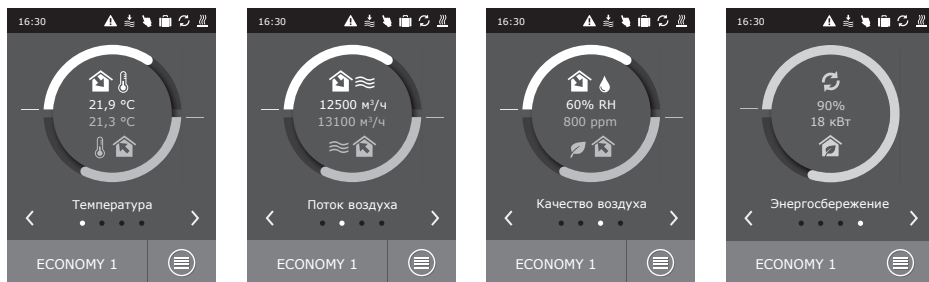 16:30
21,9 °C
21,3 °C
Температура
ECONOMY 1
16:30
12500 м³/ч
13100 м³/ч
Поток воздуха
ECONOMY 1
16:30
60% RH
800 ppm
Качество воздуха
ECONOMY 1
16:30
90%
18 кВт
Энергосбережение
ECONOMY 1